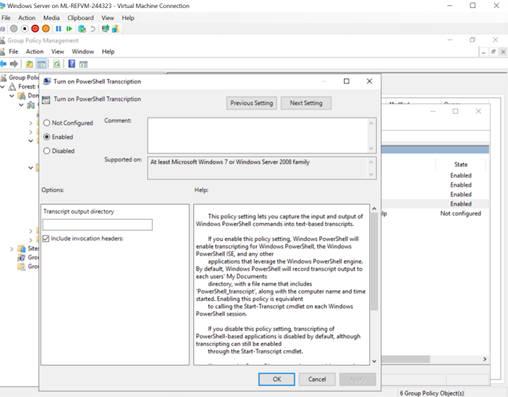 Windows Server on ML-REFVM-244323 - Virtual Machine Connection
File Action Media Clipboard View Help
Group Policy Management
File Action View Window Help
Group Poli
Forest:
Don
Sites
Grou
Grou
State
Enabled
Enabled
Enabled
Enabled
Not configured
Turn on PowerShell Transcription
Turn on PowerShell Transcription
Previous Setting
Next Setting
Not Configured
Enabled
Disabled
Comment:
Supported on:
At least Microsoft Windows 7 or Windows Server 2008 family
Options:
Help:
Transcript output directory
Include invocation headers:
This policy setting lets you capture the input and output of
Windows PowerShell commands into text-based transcripts.
If you enable this policy setting, Windows PowerShell will
enable transcripting for Windows PowerShell, the Windows
PowerShell ISE, and any other
applications that leverage the Windows PowerShell engine.
By default, Windows PowerShell will record transcript output to
each users' My Documents
directory, with a file name that includes
'PowerShell_transcript', along with the computer name and time
started. Enabling this policy is equivalent
to calling the Start-Transcript cmdlet on each Windows
PowerShell session.
If you disable this policy setting, transcripting of
PowerShell-based applications is disabled by default, although
transcripting can still be enabled
through the Start-Transcript cmdlet.
OK
Cancel
Apply
6 Group Policy Object(s)